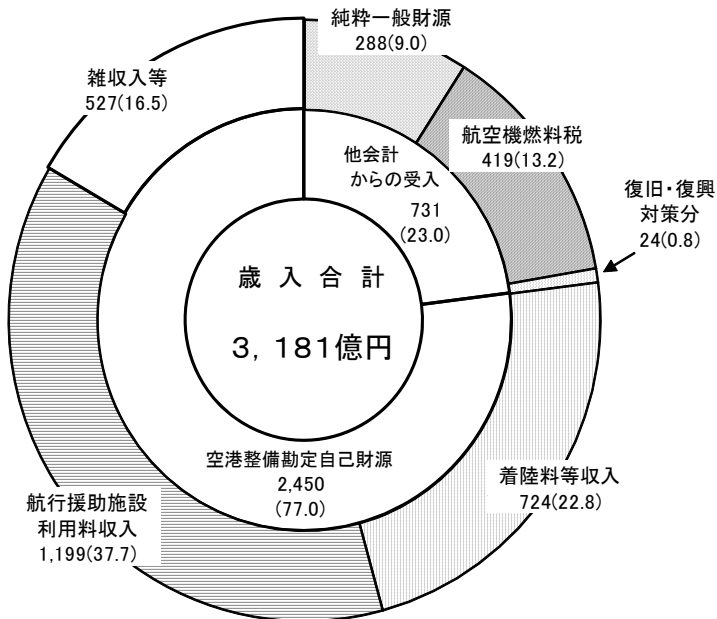 純粋一般財源
288(9.0)
雑収入等
527(16.5)
航空機燃料税
419(13.2)
他会計
からの受入
731
(23.0)
復旧・復興
対策分
24(0.8)
歳入合計
3,181億円
空港整備勘定自己財源
2,450
(77.0)
着陸料等収入
724(22.8)
航行援助施設
利用料収入
1,199(37.7)